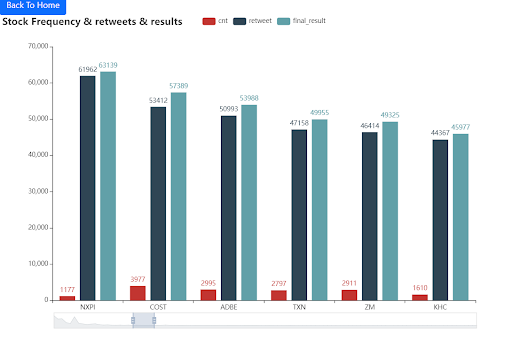 Back To Home
Stock Frequency & retweets & results
cnt retweet final_result
70,000
60,000
50,000
40,000
30,000
20,000
10,000
0
1177 61962 63139
3977 53412 57389
2995 50993 53988
2797 47158 49955
2911 46414 49325
1610 44367 45977
NXPI COST ADBE TXN ZM KHC